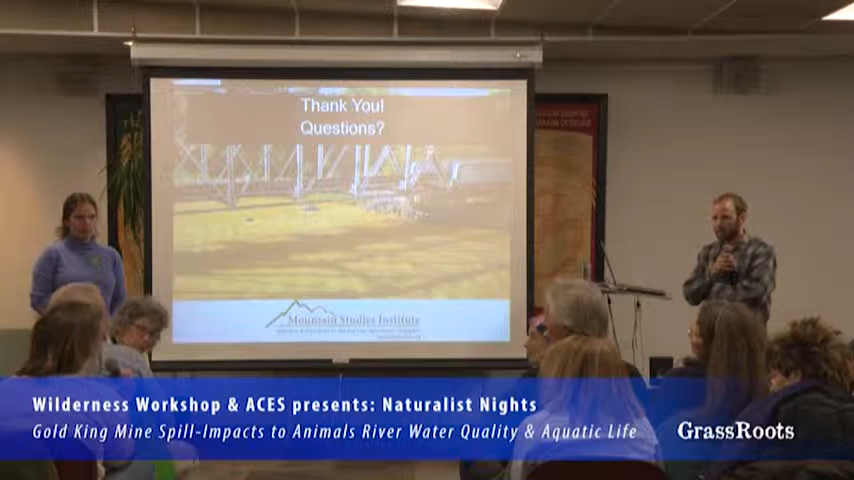 Thank You!
Questions?
Mountain Studies Institute
Wilderness Workshop & ACES presents: Naturalist Nights
Gold King Mine Spill-Impacts to Animals River Water Quality & Aquatic Life
GrassRoots